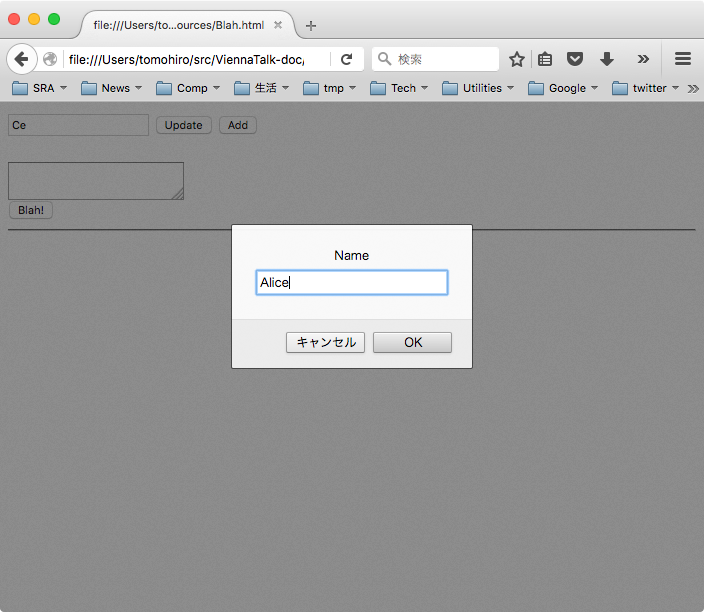 file:///Users/to...ources/Blah.html
file:///Users/tomohiro/src/ViennaTalk-doc/
検索
SRA News Comp 生活 tmp Tech Utilities Google twitter
Ce Update Add
Blah!
Name
Alice
キャンセル OK